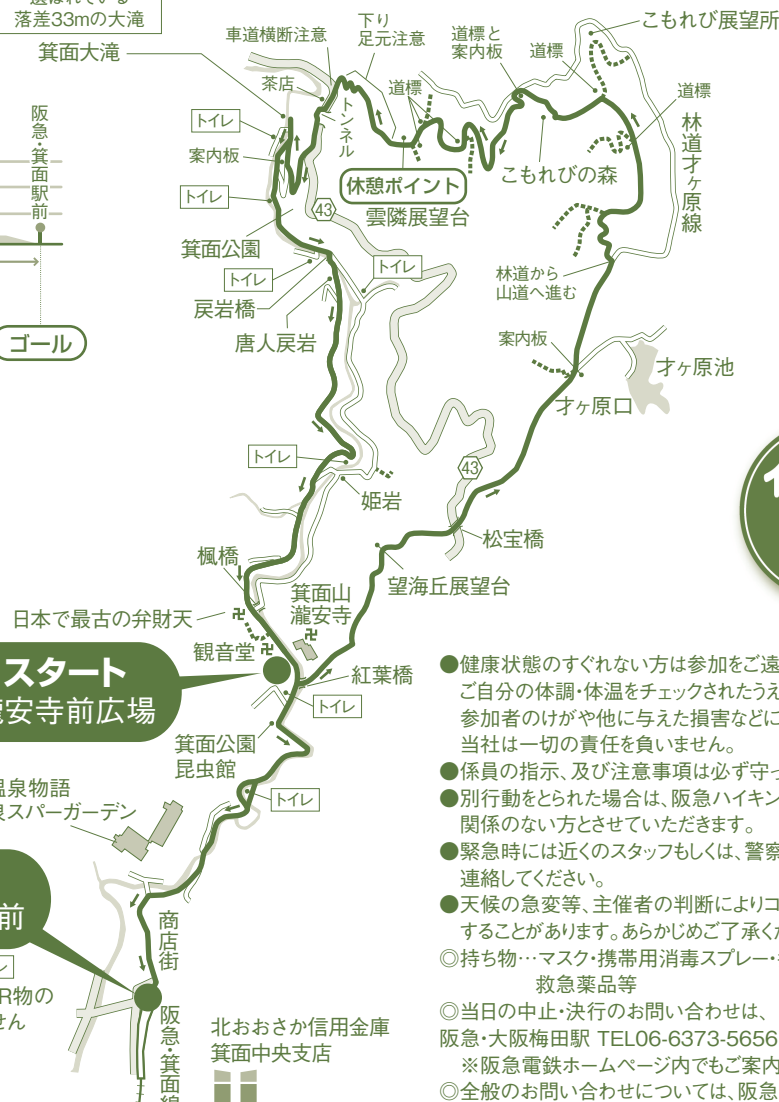 選ばれている
落差33mの大滝
箕面大滝
車道横断注意
下り
足元注意
道標と
案内板
道標
こもれび展望所
茶店
トンネル
道標
道標
林道才ヶ原線
阪急・箕面駅前
トイレ
案内板
トイレ
休憩ポイント
雲隣展望台
こもれびの森
43
箕面公園
トイレ
トイレ
戻岩橋
唐人戻岩
林道から
山道へ進む
ゴール
案内板
才ヶ原池
才ヶ原口
トイレ
43
姫岩
松宝橋
楓橋
望海丘展望台
箕面山
瀧安寺
日本で最古の弁財天
卍
卍
卍
観音堂
スタート
瀧安寺前広場
紅葉橋
トイレ
箕面公園
昆虫館
トイレ
温泉物語
泉スパーガーデン
前
商店街
R物の
せん
阪急・箕面線
北おおさか信用金庫
箕面中央支店
●健康状態のすぐれない方は参加をご遠
ご自分の体調・体温をチェックされたうえ
参加者のけがや他に与えた損害などに
当社は一切の責任を負いません。
●係員の指示、及び注意事項は必ず守っ
●別行動をとられた場合は、阪急ハイキン
関係のない方とさせていただきます。
●緊急時には近くのスタッフもしくは、警察
連絡してください。
●天候の急変等、主催者の判断によりコ
することがあります。あらかじめご了承くだ
◎持ち物…マスク・携帯用消毒スプレー・
救急薬品等
◎当日の中止・決行のお問い合わせは、
阪急・大阪梅田駅 TEL06-6373-5656
※阪急電鉄ホームページ内でもご案内
◎全般のお問い合わせについては、阪急